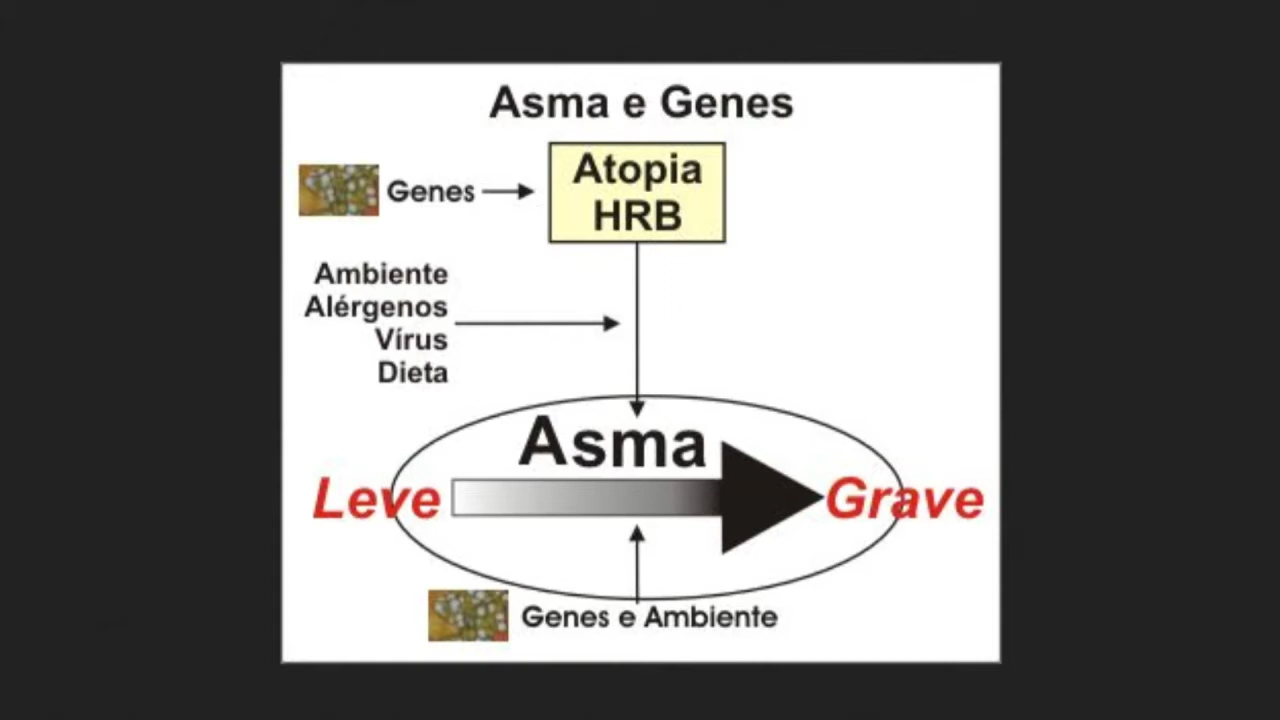 Asma e Genes
Atopia
HRB
Genes
Ambiente
Alérgenos
Vírus
Dieta
Asma
Leve
Grave
Genes e Ambiente